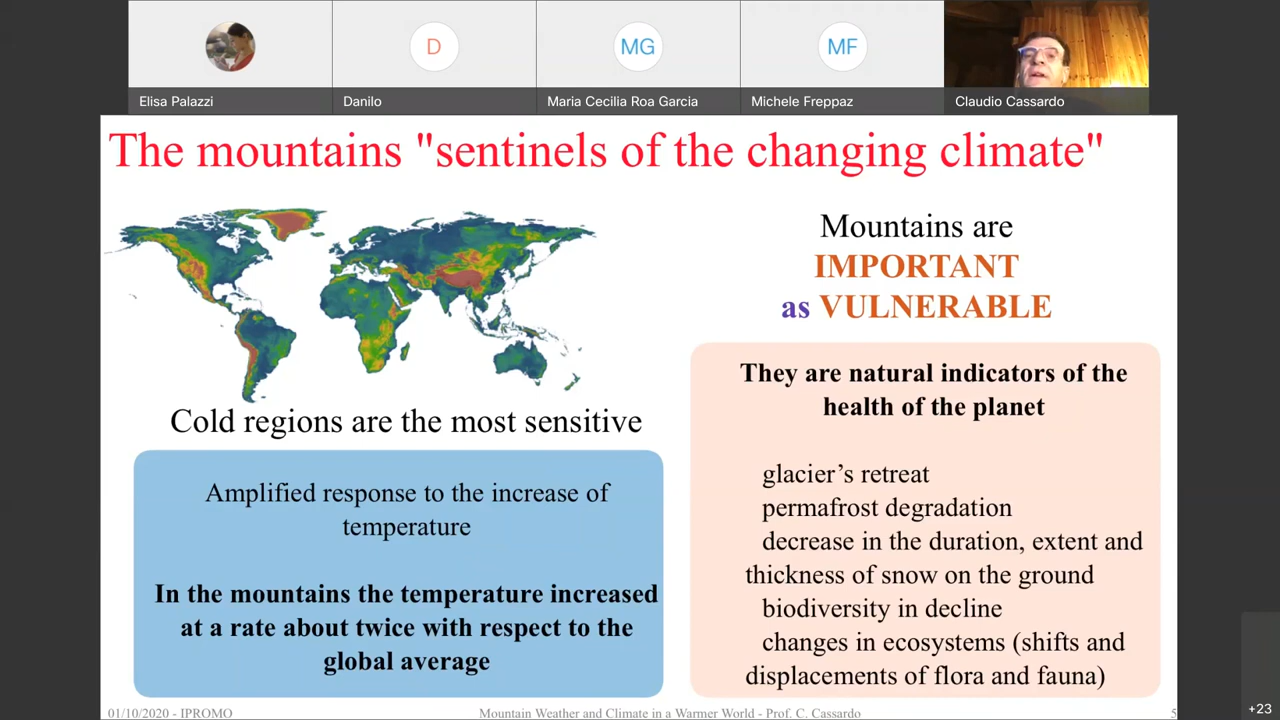 D
MG
MF
Elisa Palazzi
Danilo
Maria Cecilia Roa Garcia
Michele Freppaz
Claudio Cassardo
The mountains "sentinels of the changing climate"
Cold regions are the most sensitive
Amplified response to the increase of
temperature
In the mountains the temperature increased
at a rate about twice with respect to the
global average
Mountains are
IMPORTANT
as VULNERABLE
They are natural indicators of the
health of the planet
glacier’s retreat
permafrost degradation
decrease in the duration, extent and
thickness of snow on the ground
biodiversity in decline
changes in ecosystems (shifts and
displacements of flora and fauna)
01/10/2020 - IPROMO
Mountain Weather and Climate in a Warmer World - Prof. C. Cassardo
5
+23